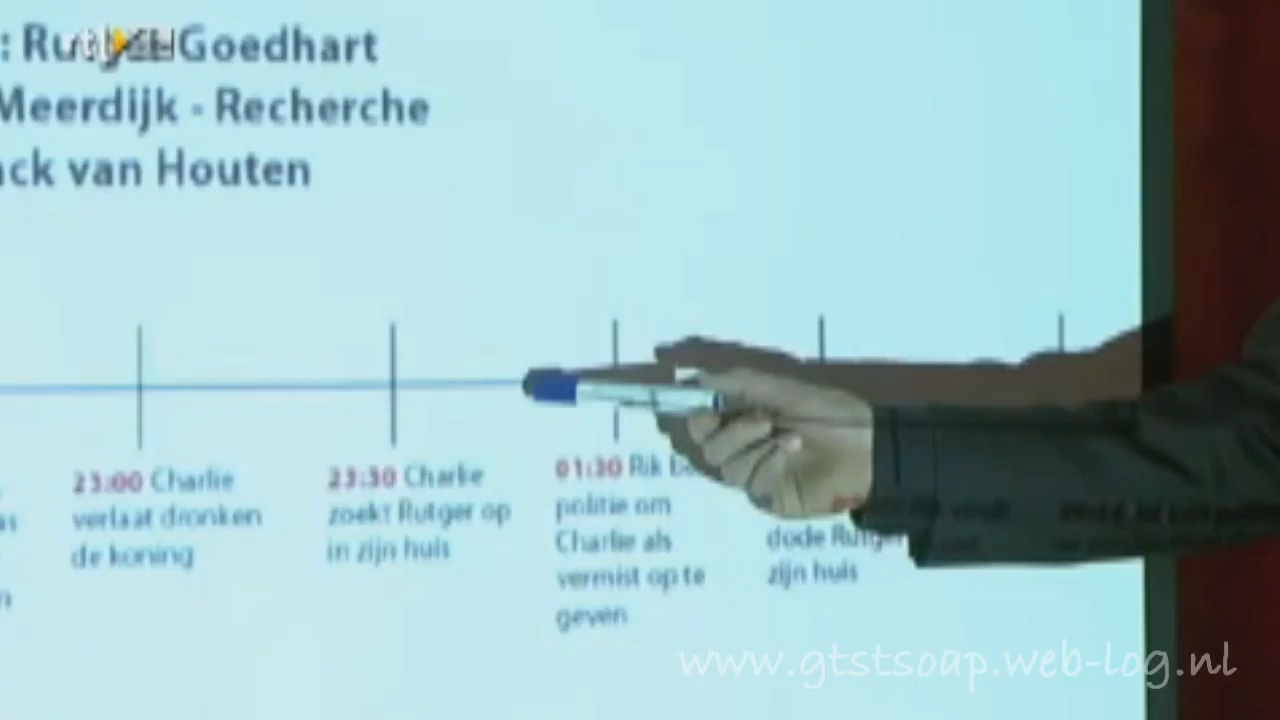 Goedhart
Meerdijk - Recherche
van Houten
23:00 Charlie
verlaat dronken
de koning
23:30 Charlie
zoekt Rutger op
in zijn huis
01:30 Rik
politie om
Charlie als
vermist op te
geven
dode Rutger
zijn huis
www.gtstsoap.web-log.nl